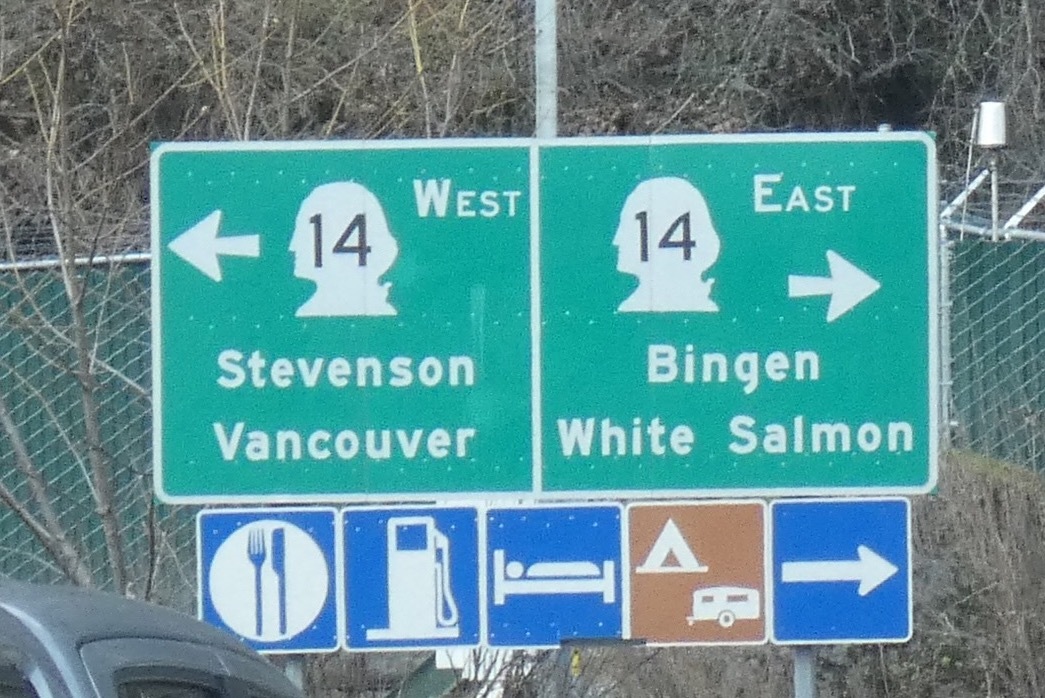 14 WEST
Stevenson
Vancouver
14 EAST
Bingen
White Salmon